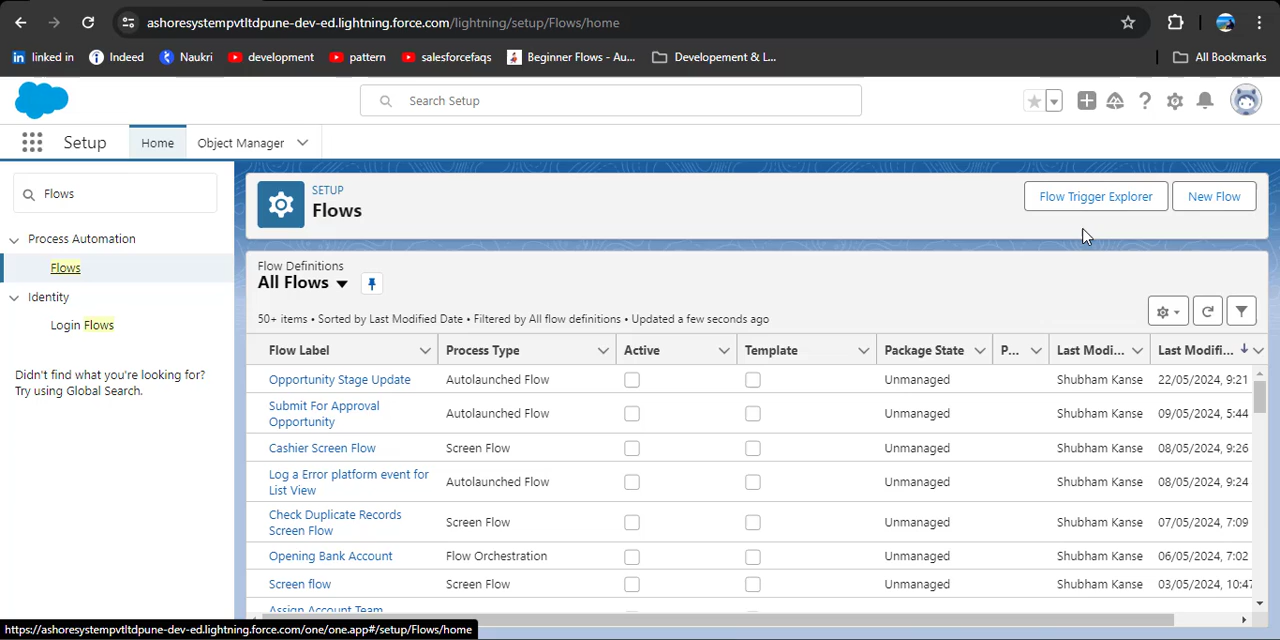 ashoresystempvtltdpune-dev-ed.lightning.force.com/lightning/setup/Flows/home
linked in Indeed Naukri development pattern salesforcefaqs Beginner Flows - Au... Developement & L... All Bookmarks
Search Setup
Setup Home Object Manager
Flows
Process Automation
Flows
Identity
Login Flows
Didn't find what you're looking for?
Try using Global Search.
SETUP
Flows
Flow Trigger Explorer New Flow
Flow Definitions
All Flows
50+ items • Sorted by Last Modified Date • Filtered by All flow definitions • Updated a few seconds ago
Flow Label Process Type Active Template Package State P... Last Modi... Last Modifi...
Opportunity Stage Update Autolaunched Flow Unmanaged Shubham Kanse 22/05/2024, 9:21
Submit For Approval
Opportunity Autolaunched Flow Unmanaged Shubham Kanse 09/05/2024, 5:44
Cashier Screen Flow Screen Flow Unmanaged Shubham Kanse 08/05/2024, 9:26
Log a Error platform event for
List View Autolaunched Flow Unmanaged Shubham Kanse 08/05/2024, 9:24
Check Duplicate Records
Screen Flow Screen Flow Unmanaged Shubham Kanse 07/05/2024, 7:09
Opening Bank Account Flow Orchestration Unmanaged Shubham Kanse 06/05/2024, 7:02
Screen flow Screen Flow Unmanaged Shubham Kanse 03/05/2024, 10:47
Assign Account Team
https://ashoresystempvtltdpune-dev-ed.lightning.force.com/one/one.app#/setup/Flows/home